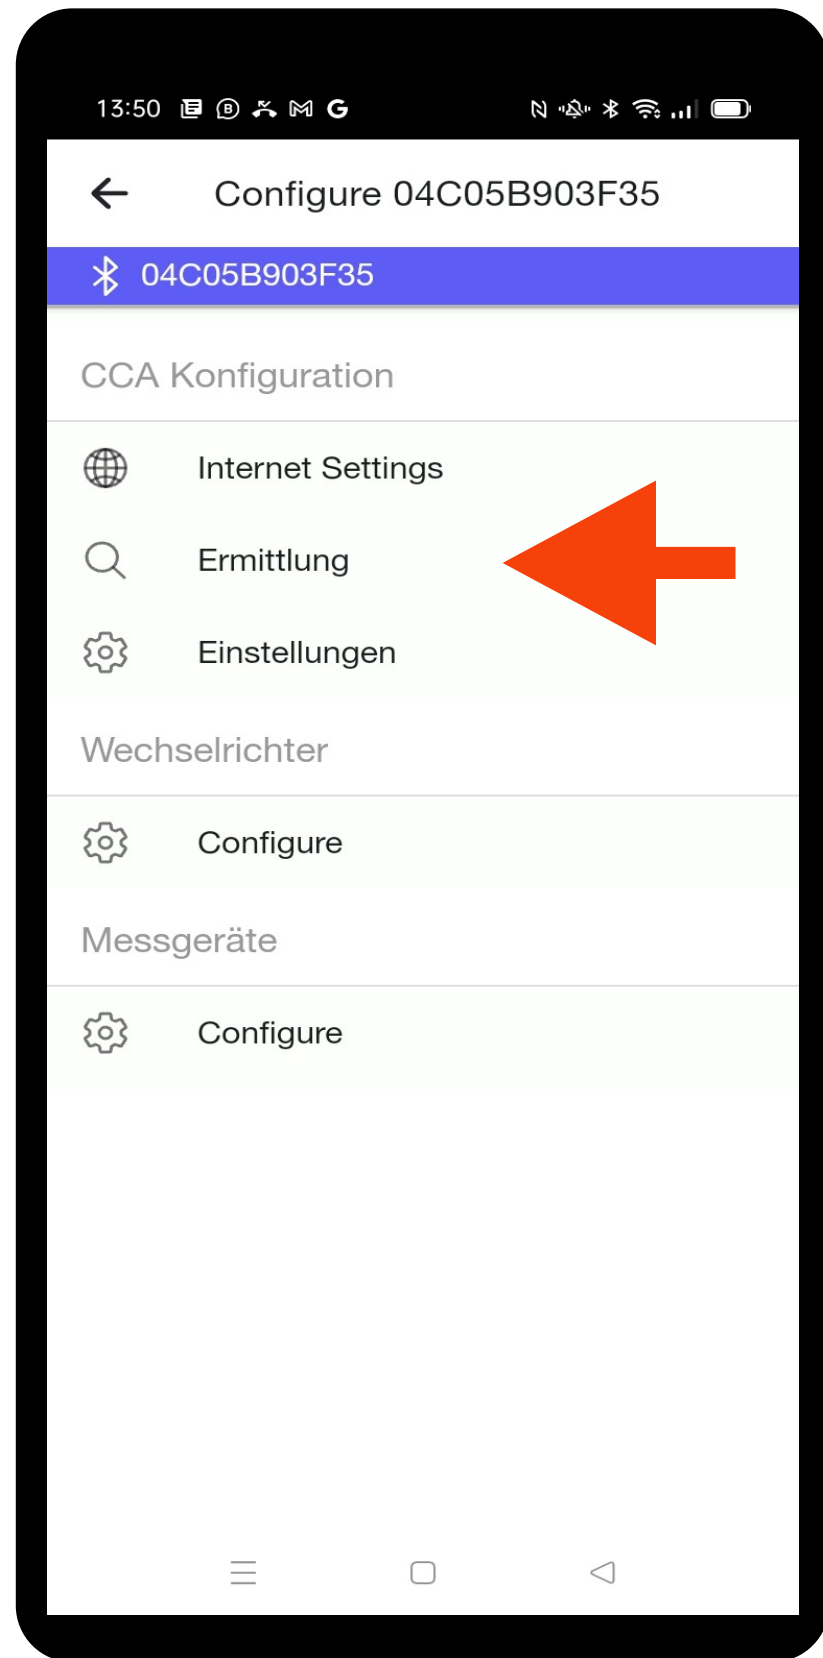 13:50
Configure 04C05B903F35
04C05B903F35
CCA Konfiguration
Internet Settings
Ermittlung
Einstellungen
Wechselrichter
Configure
Messgeräte
Configure